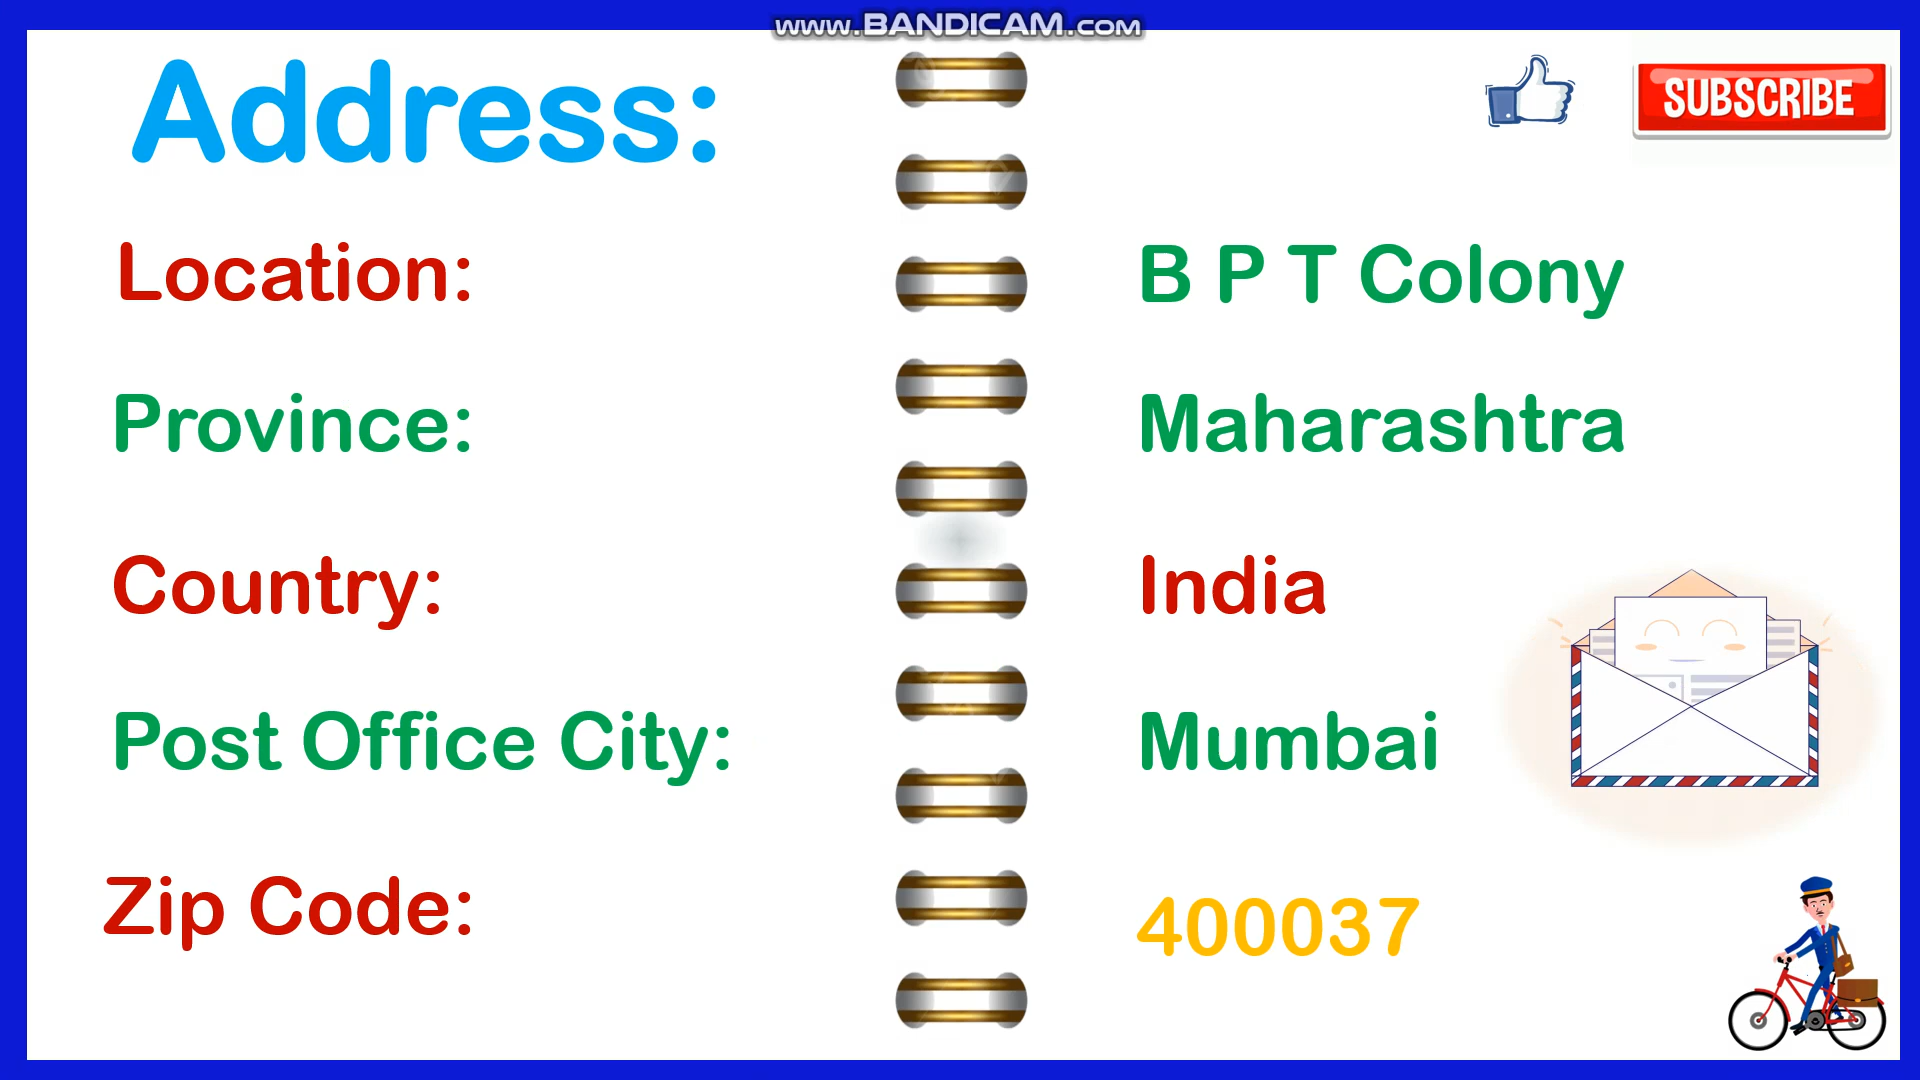 www.BANDICAM.com
Address:
SUBSCRIBE
Location: B P T Colony
Province: Maharashtra
Country: India
Post Office City: Mumbai
Zip Code: 400037